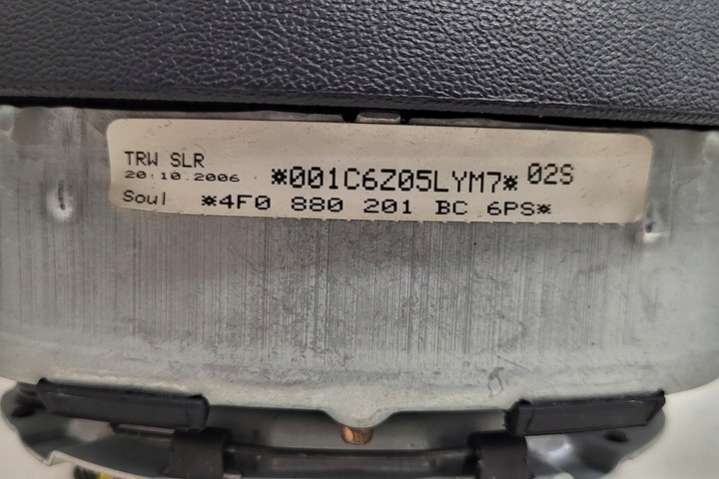 TRW SLR
20.10.2006 *001C6Z05LYM7* 02S
Soul *4F0 880 201 BC 6PS*